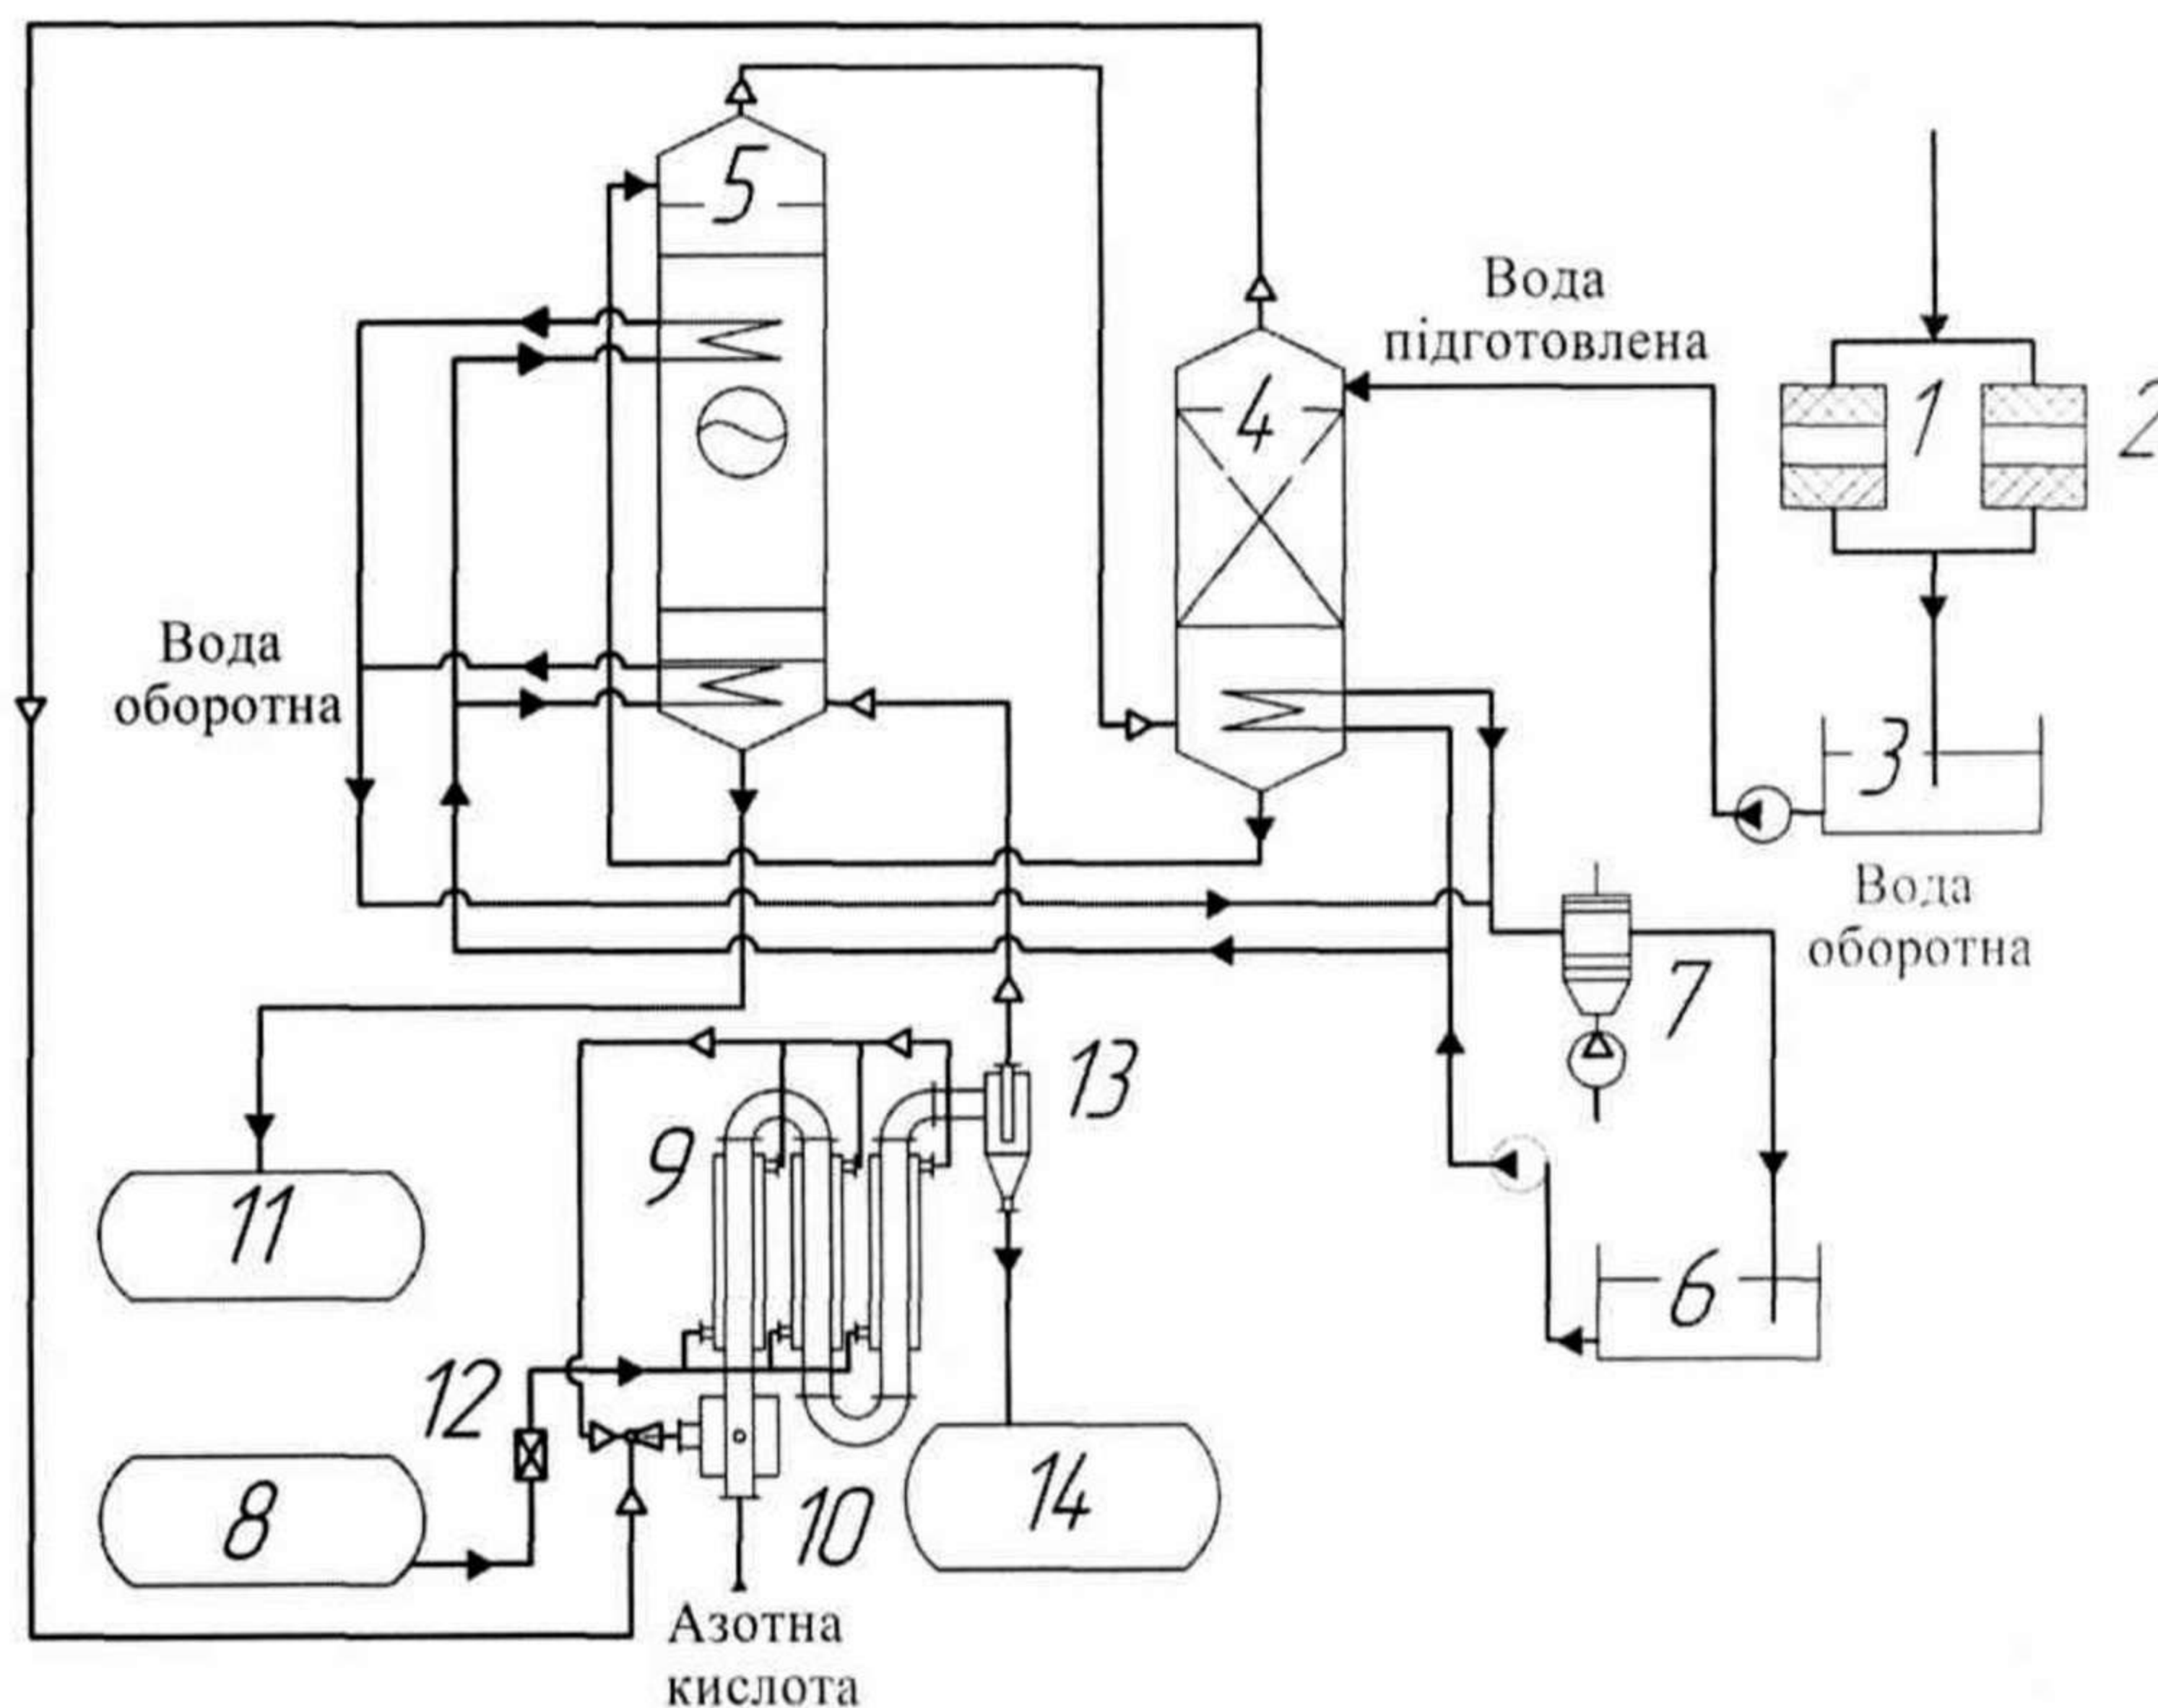 5
Вода
підготовлена
4
1
2
Вода
оборотна
3
Вода
оборотна
7
13
9
11
6
12
8
10
14
Азотна
кислота